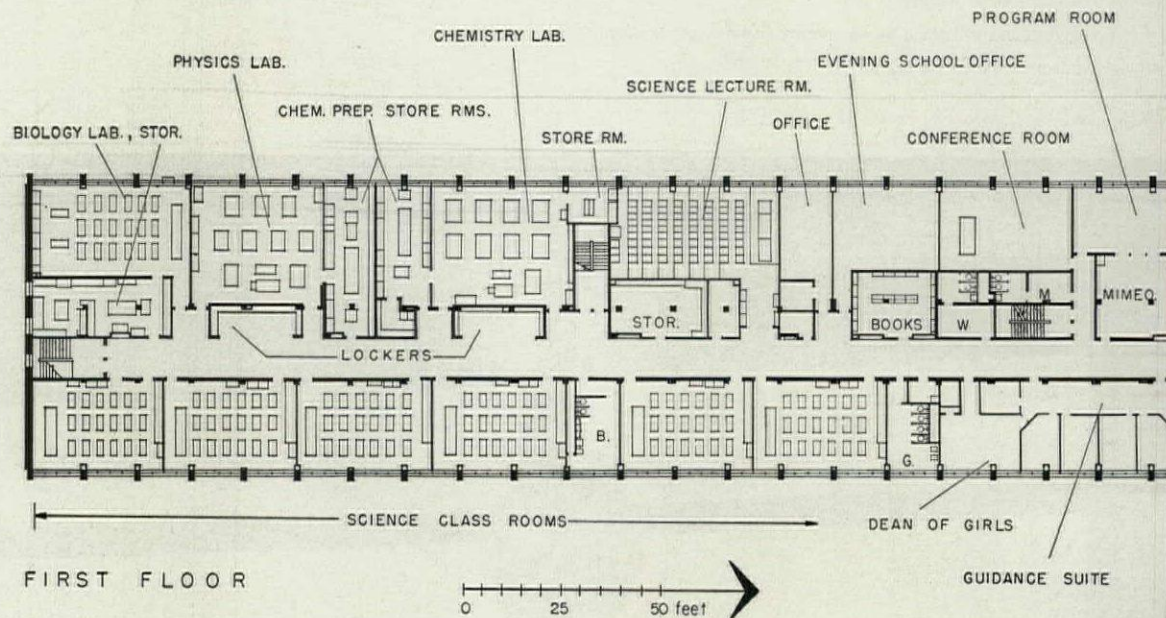 PROGRAM ROOM
CHEMISTRY LAB.
PHYSICS LAB.
EVENING SCHOOL OFFICE
SCIENCE LECTURE RM.
CHEM. PREP. STORE RMS.
OFFICE
BIOLOGY LAB., STOR.
STORE RM.
CONFERENCE ROOM
M
MIMEO.
STOR.
BOOKS
W
LOCKERS
B.
G.
SCIENCE CLASS ROOMS
DEAN OF GIRLS
GUIDANCE SUITE
FIRST FLOOR
0 25 50 feet